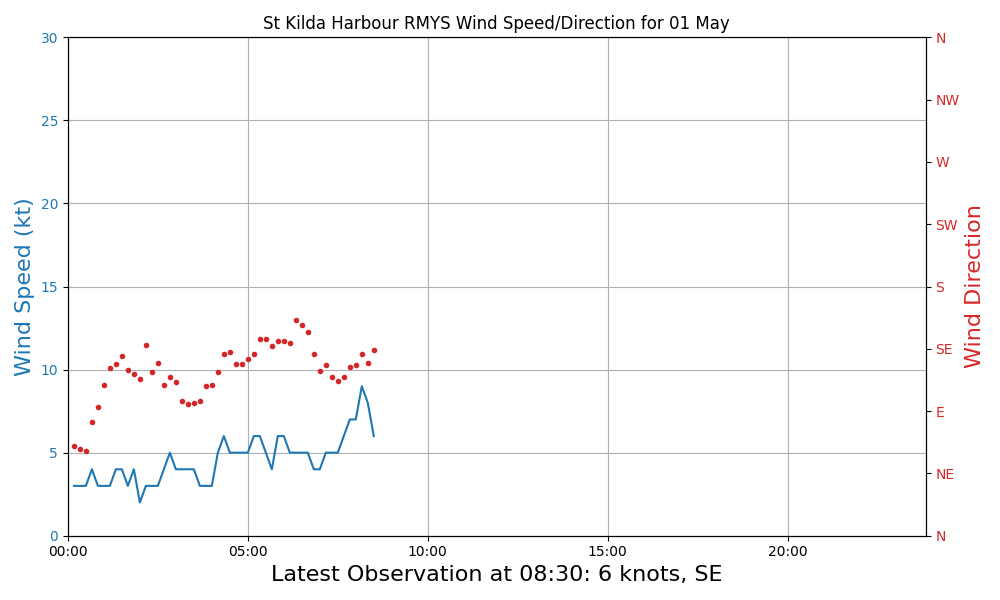 St Kilda Harbour RMYS Wind Speed/Direction for 01 May
30
25
20
15
10
5
0
Wind Speed (kt)
N
NW
W
SW
S
SE
E
NE
N
Wind Direction
00:00
05:00
10:00
15:00
20:00
Latest Observation at 08:30: 6 knots, SE